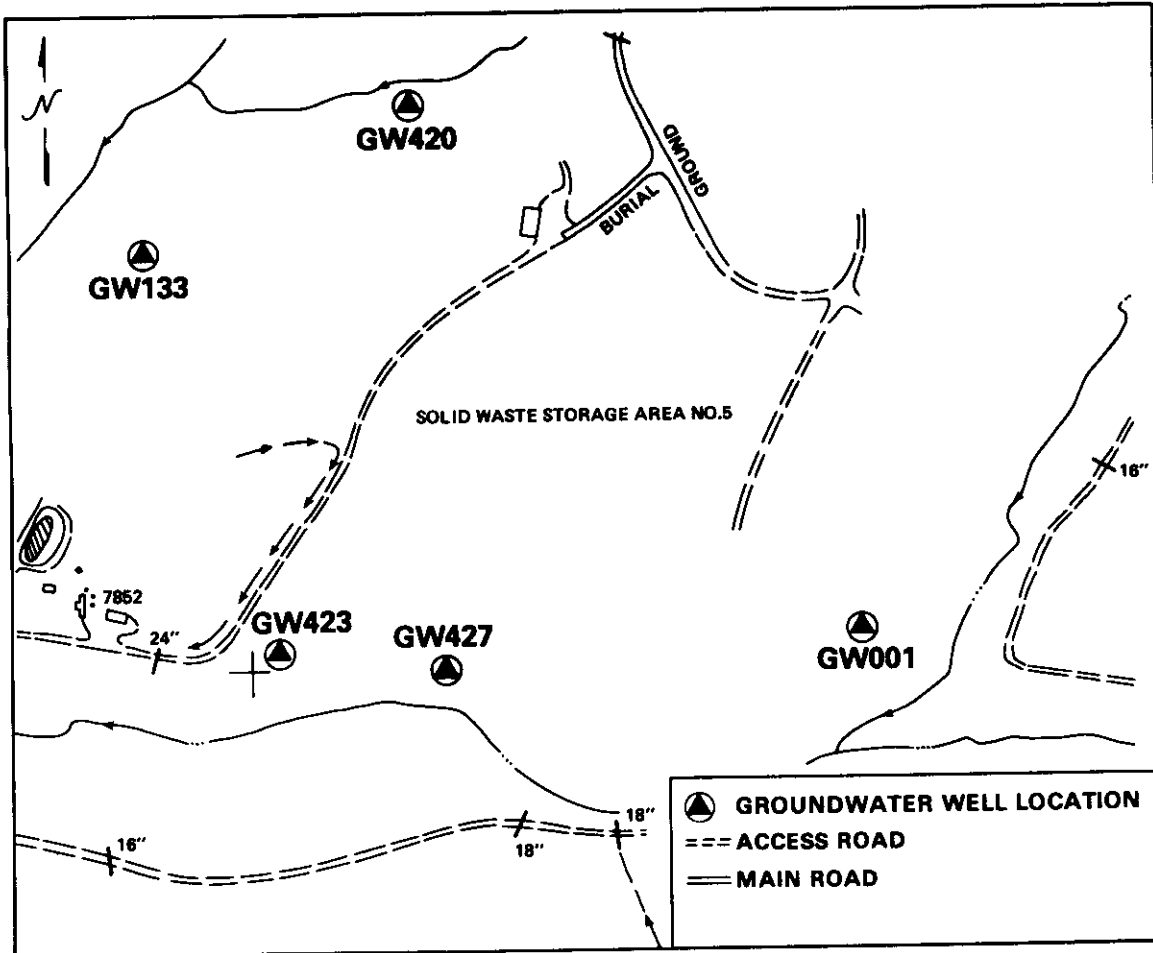 N
GW420
GROUND
BURIAL
GW133
SOLID WASTE STORAGE AREA NO.5
16"
7852
24"
GW423
GW427
GW001
16"
18"
18"
GROUNDWATER WELL LOCATION
ACCESS ROAD
MAIN ROAD